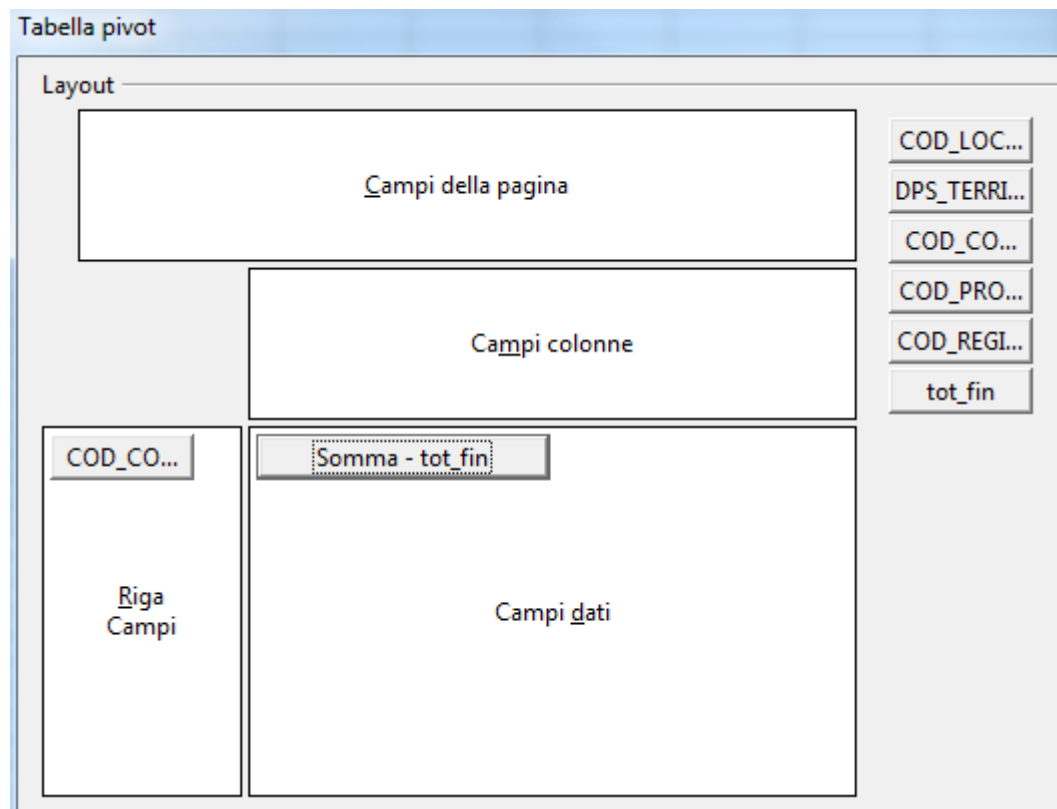 Tabella pivot
Layout
Campi della pagina
COD_LOC...
DPS_TERRI...
COD_CO...
COD_PRO...
COD_REGI...
tot_fin
Campi colonne
COD_CO...
Somma - tot_fin
Riga
Campi
Campi dati